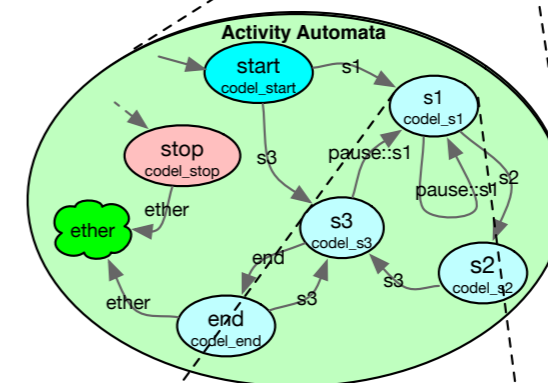 Activity Automata
start
codel_start
s1
s1
codel_s1
stop
codel_stop
s3
pause::s1
pause::s1
s2
ether
ether
s3
codel_s3
end
s2
codel_s2
s3
s3
ether
end
codel_end